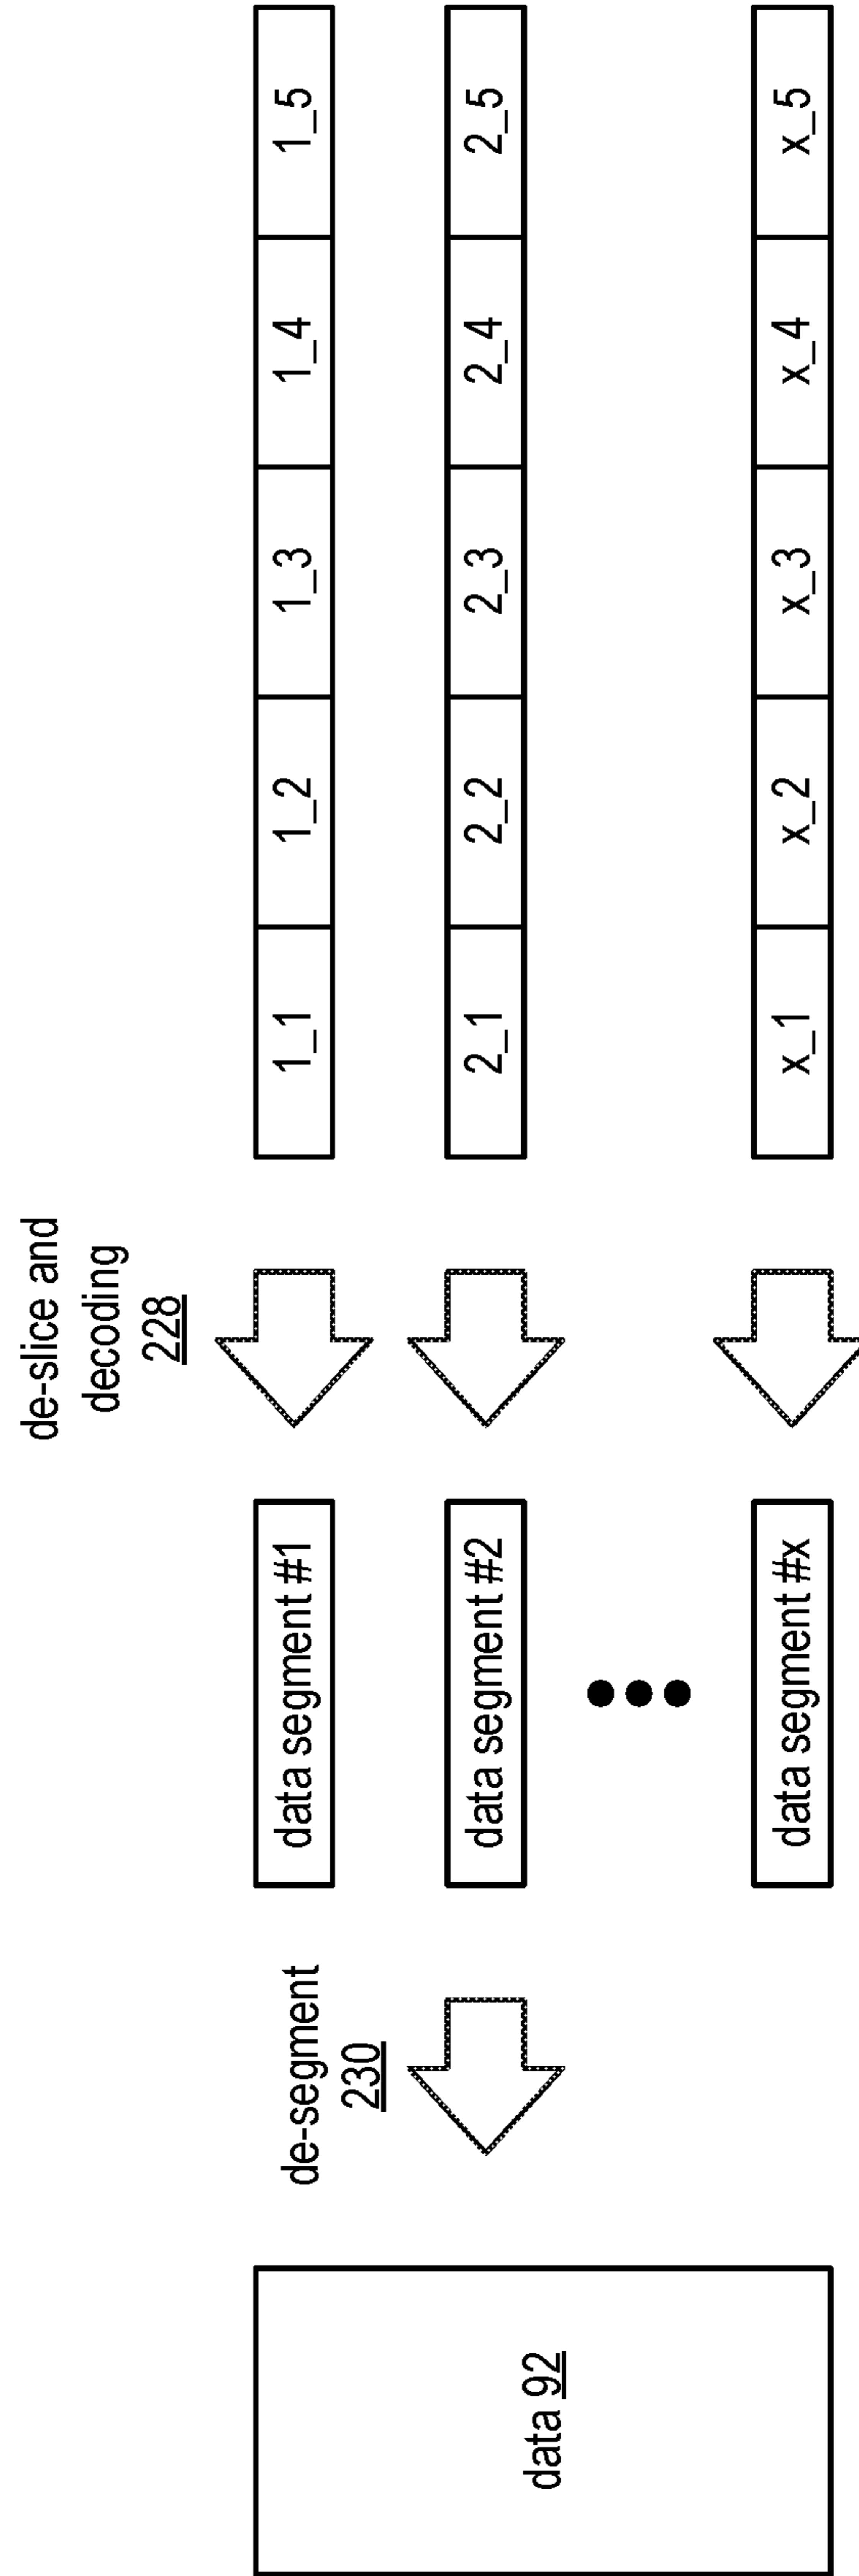 de-slice and
decoding
228
de-segment
230
data 92
data segment #1
1_1
1_2
1_3
1_4
1_5
data segment #2
2_1
2_2
2_3
2_4
2_5
data segment #x
x_1
x_2
x_3
x_4
x_5